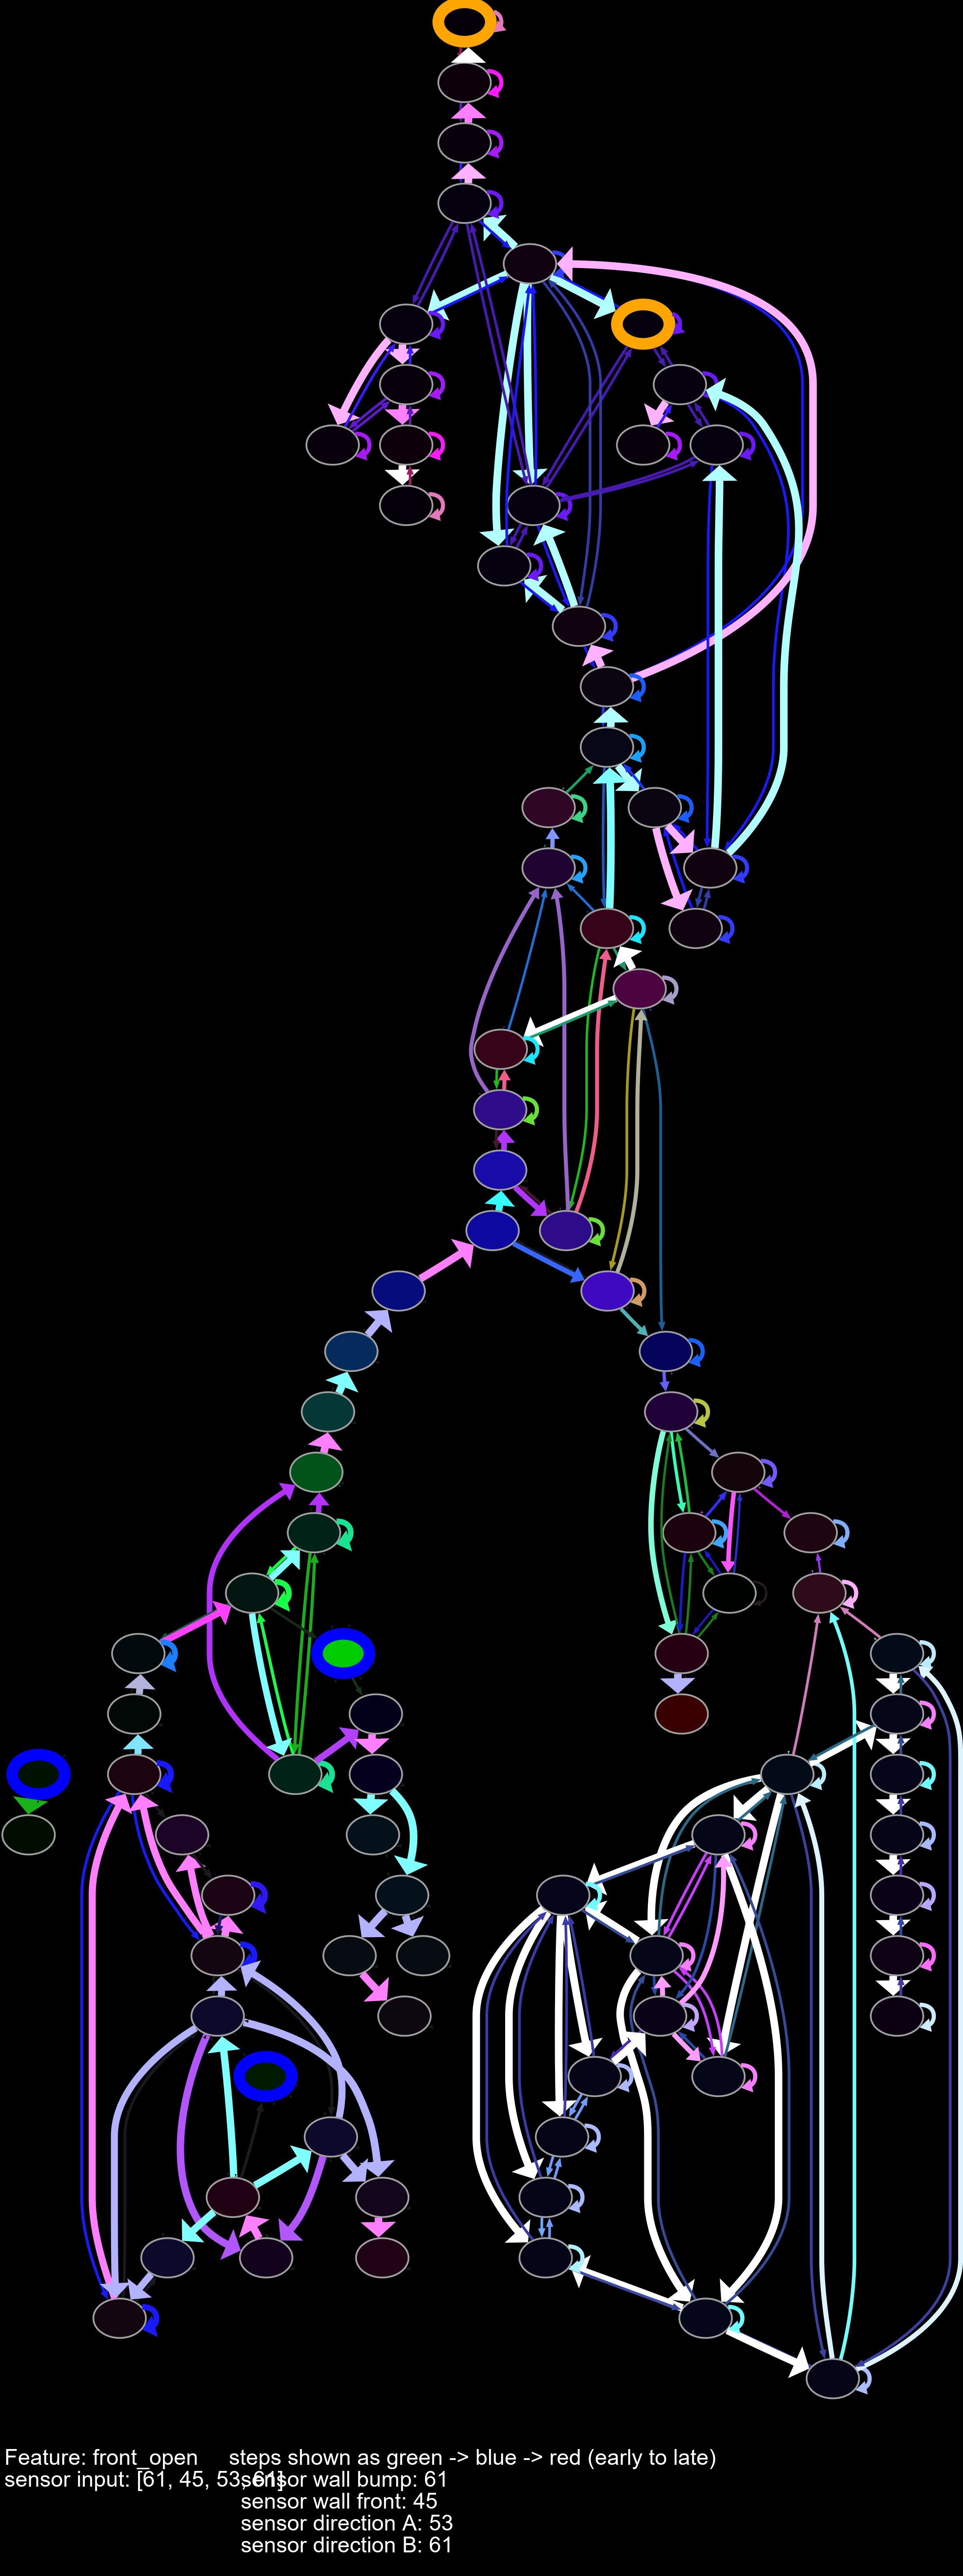 Feature: front_open     steps shown as green -> blue -> red (early to late)
sensor input: [61, 45, 53, 61]
sensor wall bump: 61
sensor wall front: 45
sensor direction A: 53
sensor direction B: 61